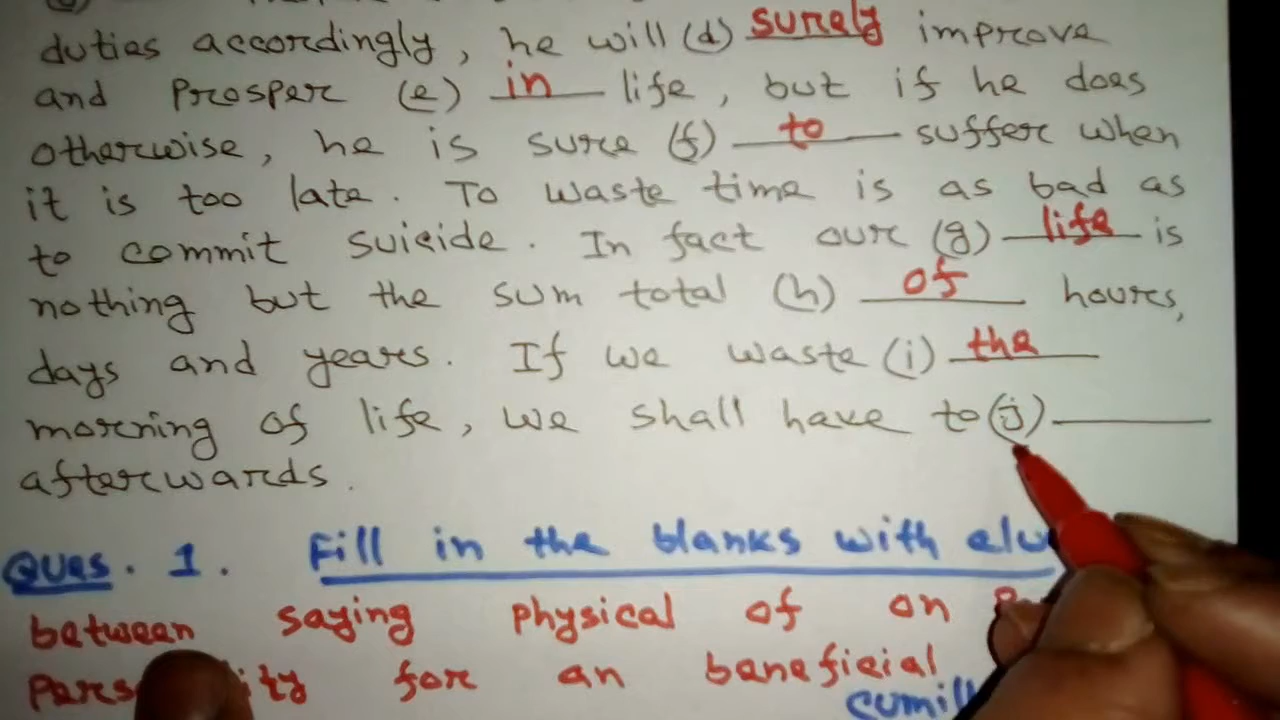 duties accordingly, he will (d) surely improve
and Prosper (e) in life, but if he does
otherwise, he is sure (f) to suffer when
it is too late. To waste time is as bad as
to commit suicide. In fact our (g) life is
nothing but the sum total (h) of hours,
days and years. If we waste (i) the
morning of life, we shall have to (j)
afterwards.
Ques. 1. Fill in the blanks with
between saying physical of on
for an beneficial